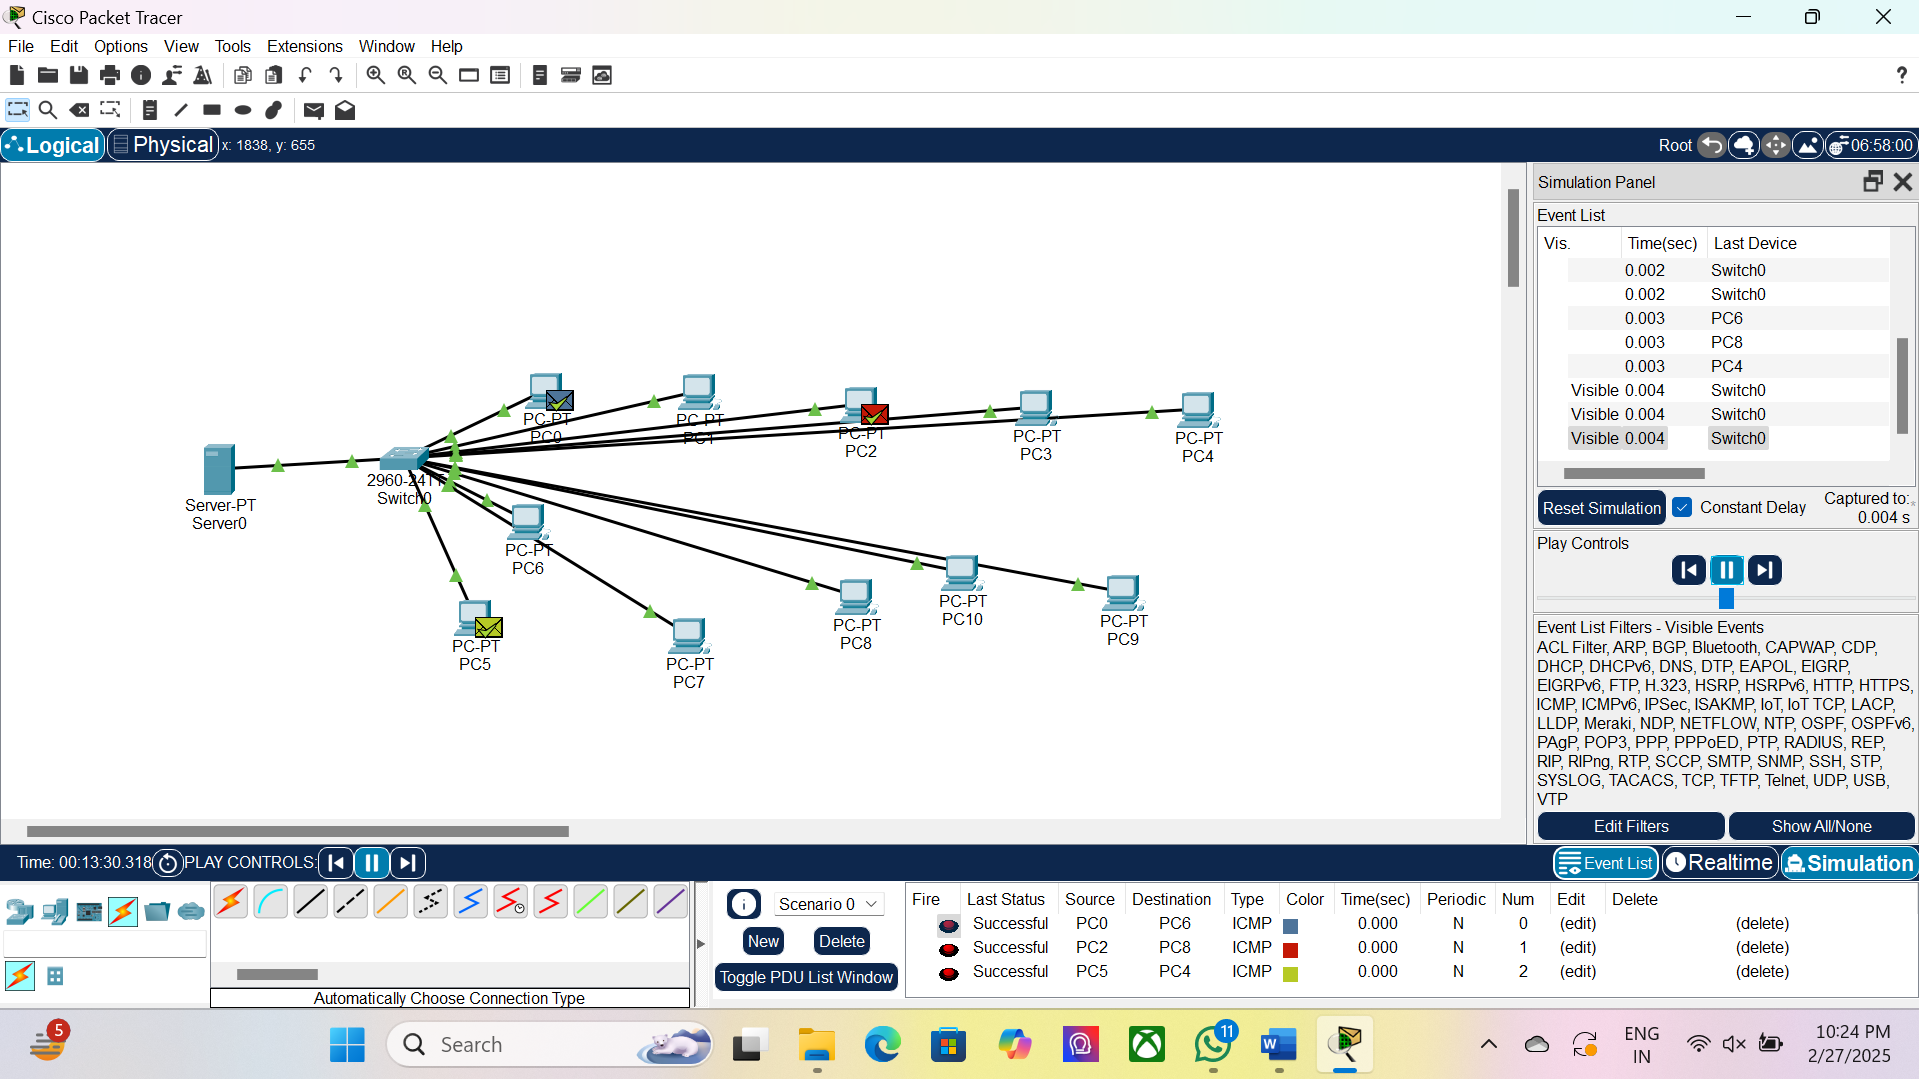 Cisco Packet Tracer
File Edit Options View Tools Extensions Window Help
?
Logical Physical x: 1838, y: 655
Root 06:58:00
Simulation Panel
Event List
Vis. Time(sec) Last Device
0.002 Switch0
0.002 Switch0
0.003 PC6
0.003 PC8
0.003 PC4
Visible 0.004 Switch0
Visible 0.004 Switch0
Visible 0.004 Switch0
Reset Simulation Constant Delay Captured to:
0.004 s
Play Controls
Event List Filters - Visible Events
ACL Filter, ARP, BGP, Bluetooth, CAPWAP, CDP,
DHCP, DHCPv6, DNS, DTP, EAPOL, EIGRP,
EIGRPv6, FTP, H.323, HSRP, HSRPv6, HTTP, HTTPS,
ICMP, ICMPv6, IPSec, ISAKMP, IoT, IoT TCP, LACP,
LLDP, Meraki, NDP, NETFLOW, NTP, OSPF, OSPFv6,
PAgP, POP3, PPP, PPPoED, PTP, RADIUS, REP,
RIP, RIPng, RTP, SCCP, SMTP, SNMP, SSH, STP,
SYSLOG, TACACS, TCP, TFTP, Telnet, UDP, USB,
VTP
Edit Filters Show All/None
PC-PT
PC0
PC-PT
PC1
PC-PT
PC2
PC-PT
PC3
PC-PT
PC4
Server-PT
Server0
2960-24TT
Switch0
PC-PT
PC6
PC-PT
PC5
PC-PT
PC7
PC-PT
PC8
PC-PT
PC10
PC-PT
PC9
Time: 00:13:30.318 PLAY CONTROLS:
Event List Realtime Simulation
Automatically Choose Connection Type
Scenario 0
New Delete
Toggle PDU List Window
Fire Last Status Source Destination Type Color Time(sec) Periodic Num Edit Delete
Successful PC0 PC6 ICMP 0.000 N 0 (edit) (delete)
Successful PC2 PC8 ICMP 0.000 N 1 (edit) (delete)
Successful PC5 PC4 ICMP 0.000 N 2 (edit) (delete)
5
Search
11
W
ENG
IN
10:24 PM
2/27/2025